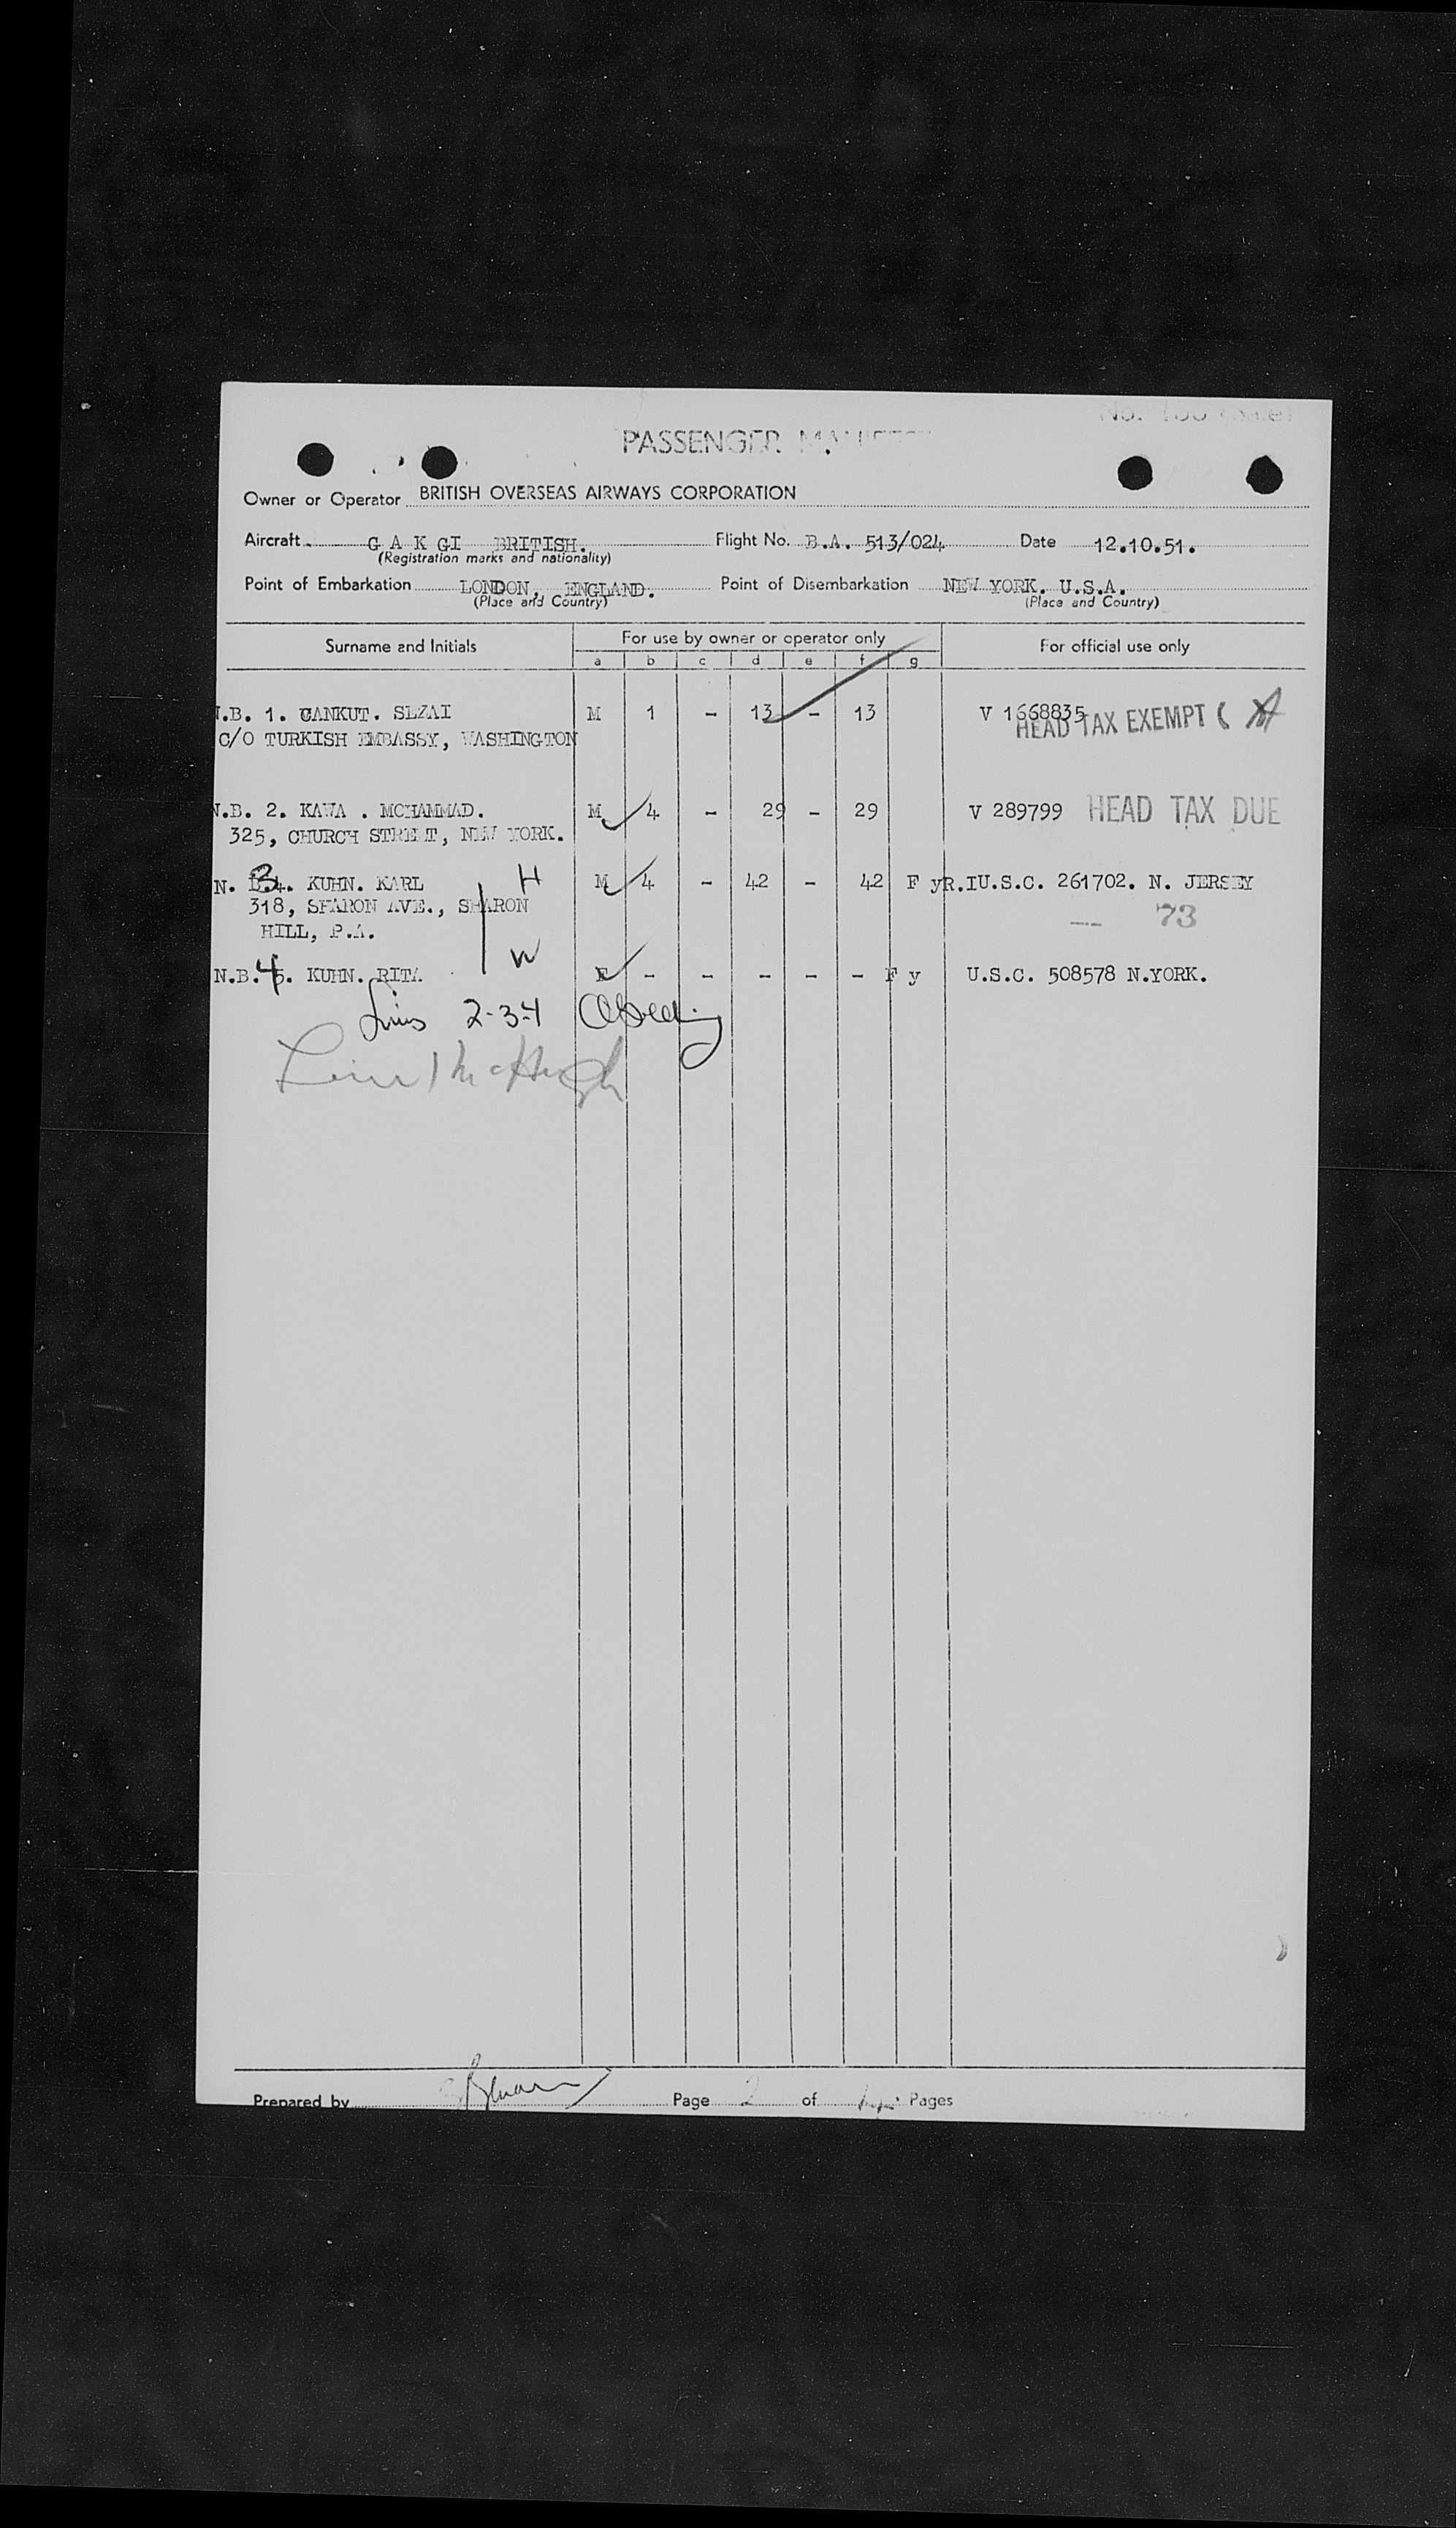 PASSENGER MANIFEST
Owner or Operator BRITISH OVERSEAS AIRWAYS CORPORATION
Aircraft G A K GI BRITISH. Flight No. B.A. 513/024 Date 12.10.51.
(Registration marks and nationality)
Point of Embarkation LONDON, ENGLAND. Point of Disembarkation NEW YORK. U.S.A.
(Place and Country) (Place and Country)
Surname and Initials For use by owner or operator only For official use only
a b c d e f g
N.B. 1. CANKUT. SEZAI M 1 - 13 - 13 V 1668835
HEAD TAX EXEMPT (
C/O TURKISH EMBASSY, WASHINGTON
N.B. 2. KAWA . MOHAMMAD. M 4 - 29 - 29 V 289799 HEAD TAX DUE
325, CHURCH STREET, NEW YORK.
N. 3. KUHN. KARL H M 4 - 42 - 42 F y R.I U.S.C. 261702. N. JERSEY
318, SHARON AVE., SHARON 73
HILL, P.A.
W
N.B. 4. KUHN. RITA F - - - - - F y U.S.C. 508578 N.YORK.
Lines 2-3-4
Line 1 McHugh
Prepared by Page 2 of Pages